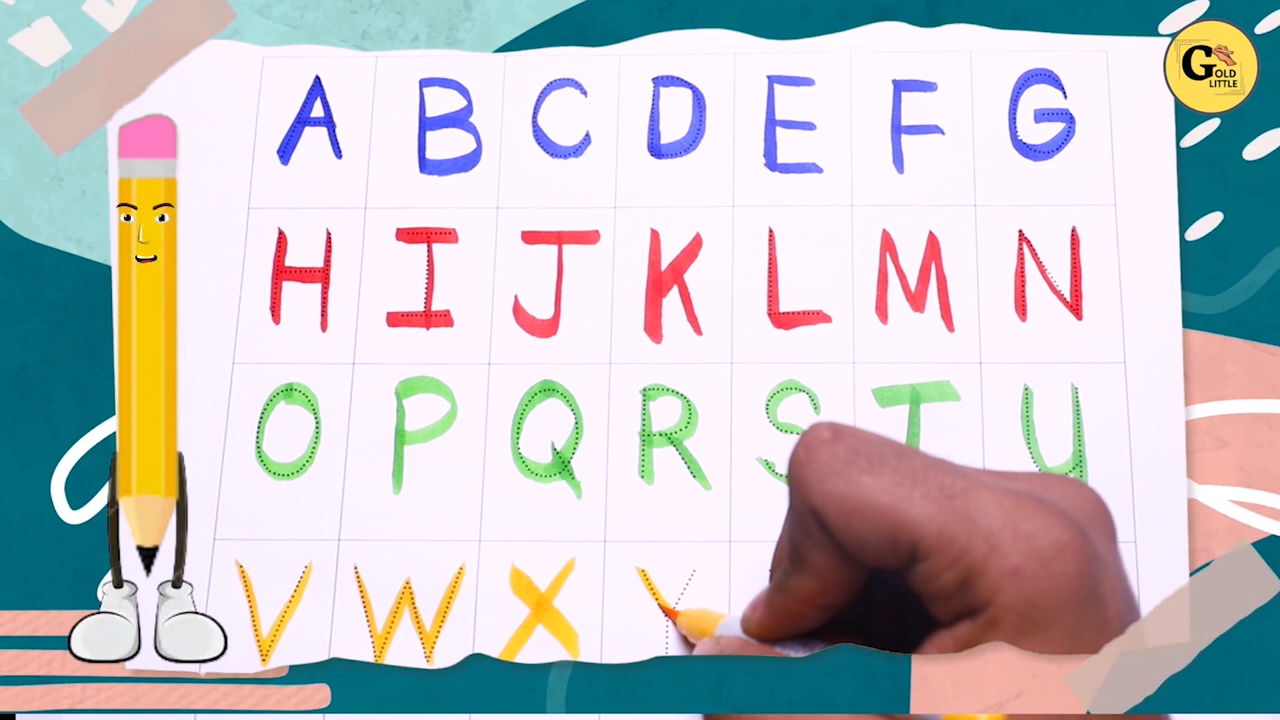 A B C D E F G
H I J K L M N
O P Q R S T U
V W X Y
GOLD
LITTLE